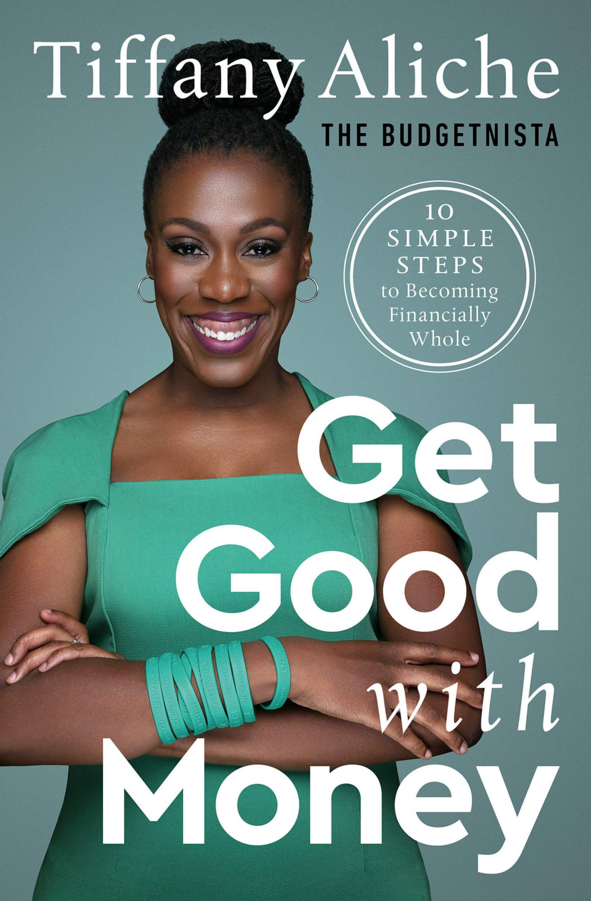 Tiffany Aliche
THE BUDGETNISTA
10
SIMPLE
STEPS
to Becoming
Financially
Whole
Get
Good
with
Money